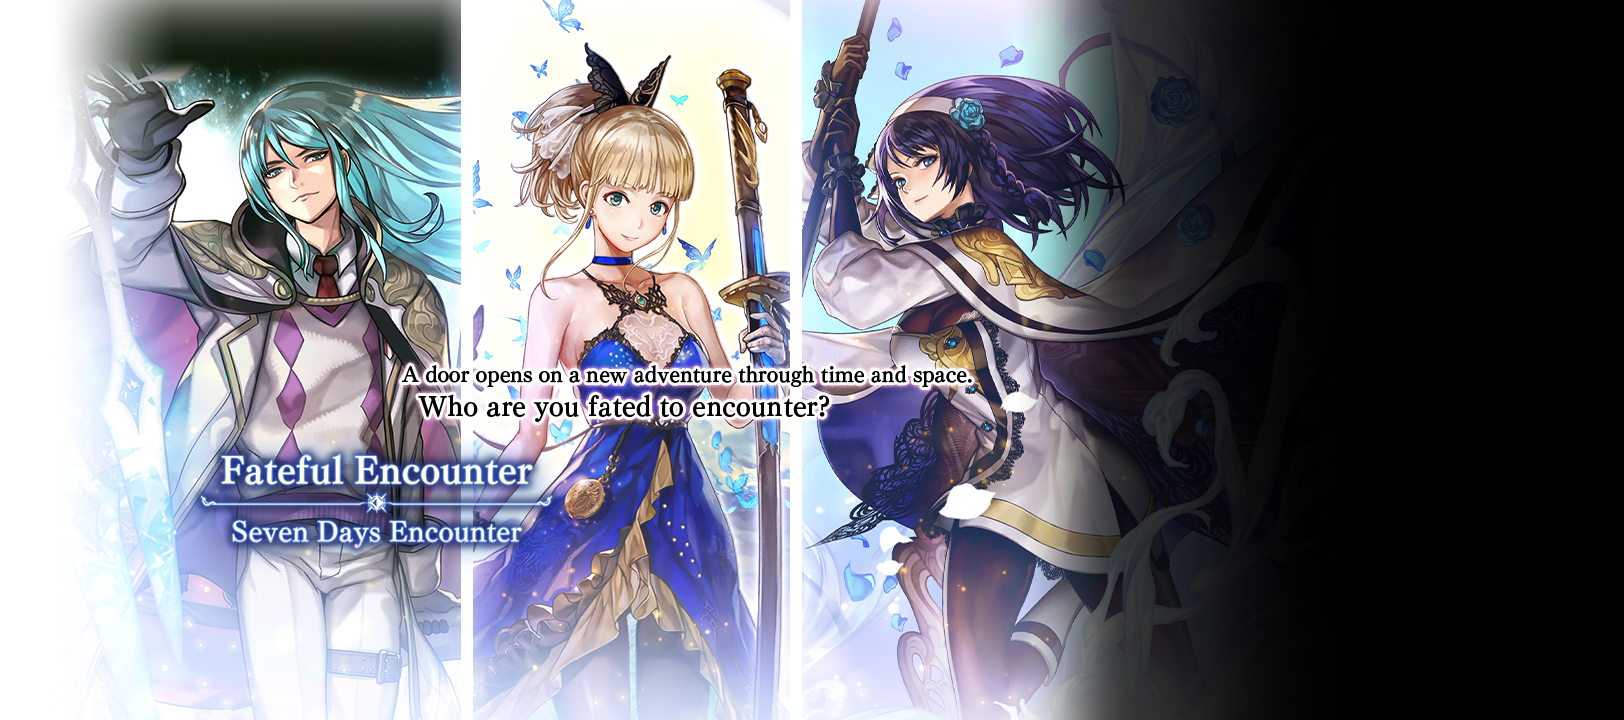 A door opens on a new adventure through time and space.
Who are you fated to encounter?
Fateful Encounter
Seven Days Encounter